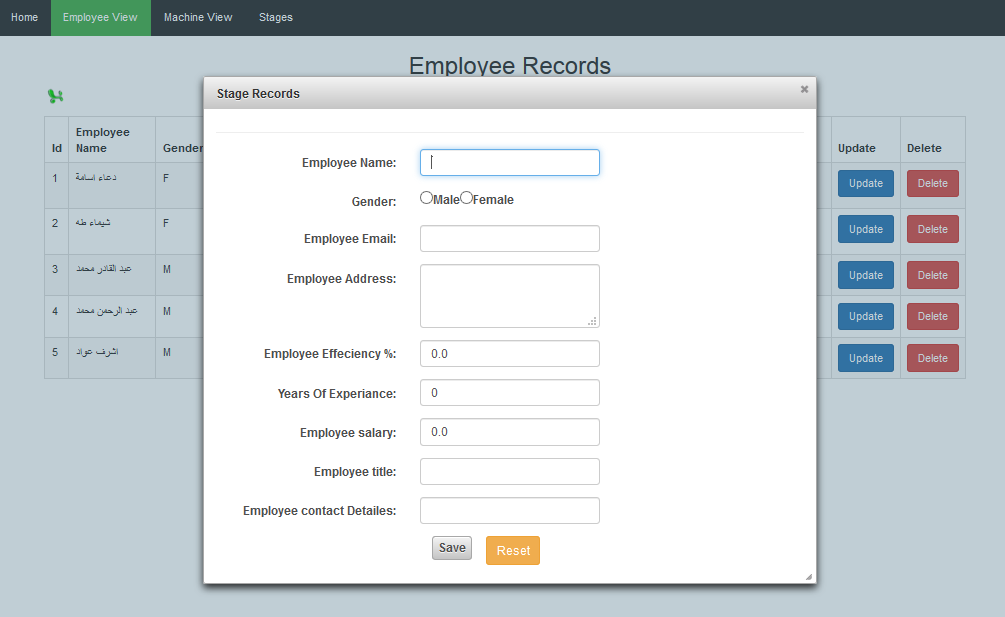 Home Employee View Machine View Stages
Employee Records
Stage Records
Id Employee Name Gender Update Delete
1 دعاء اسامة F Update Delete
2 شيماء طه F Update Delete
3 عبد القادر محمد M Update Delete
4 عبد الرحمن محمد M Update Delete
5 اشرف عواد M Update Delete
Employee Name:
Gender: Male Female
Employee Email:
Employee Address:
Employee Effeciency %: 0.0
Years Of Experiance: 0
Employee salary: 0.0
Employee title:
Employee contact Detailes:
Save Reset